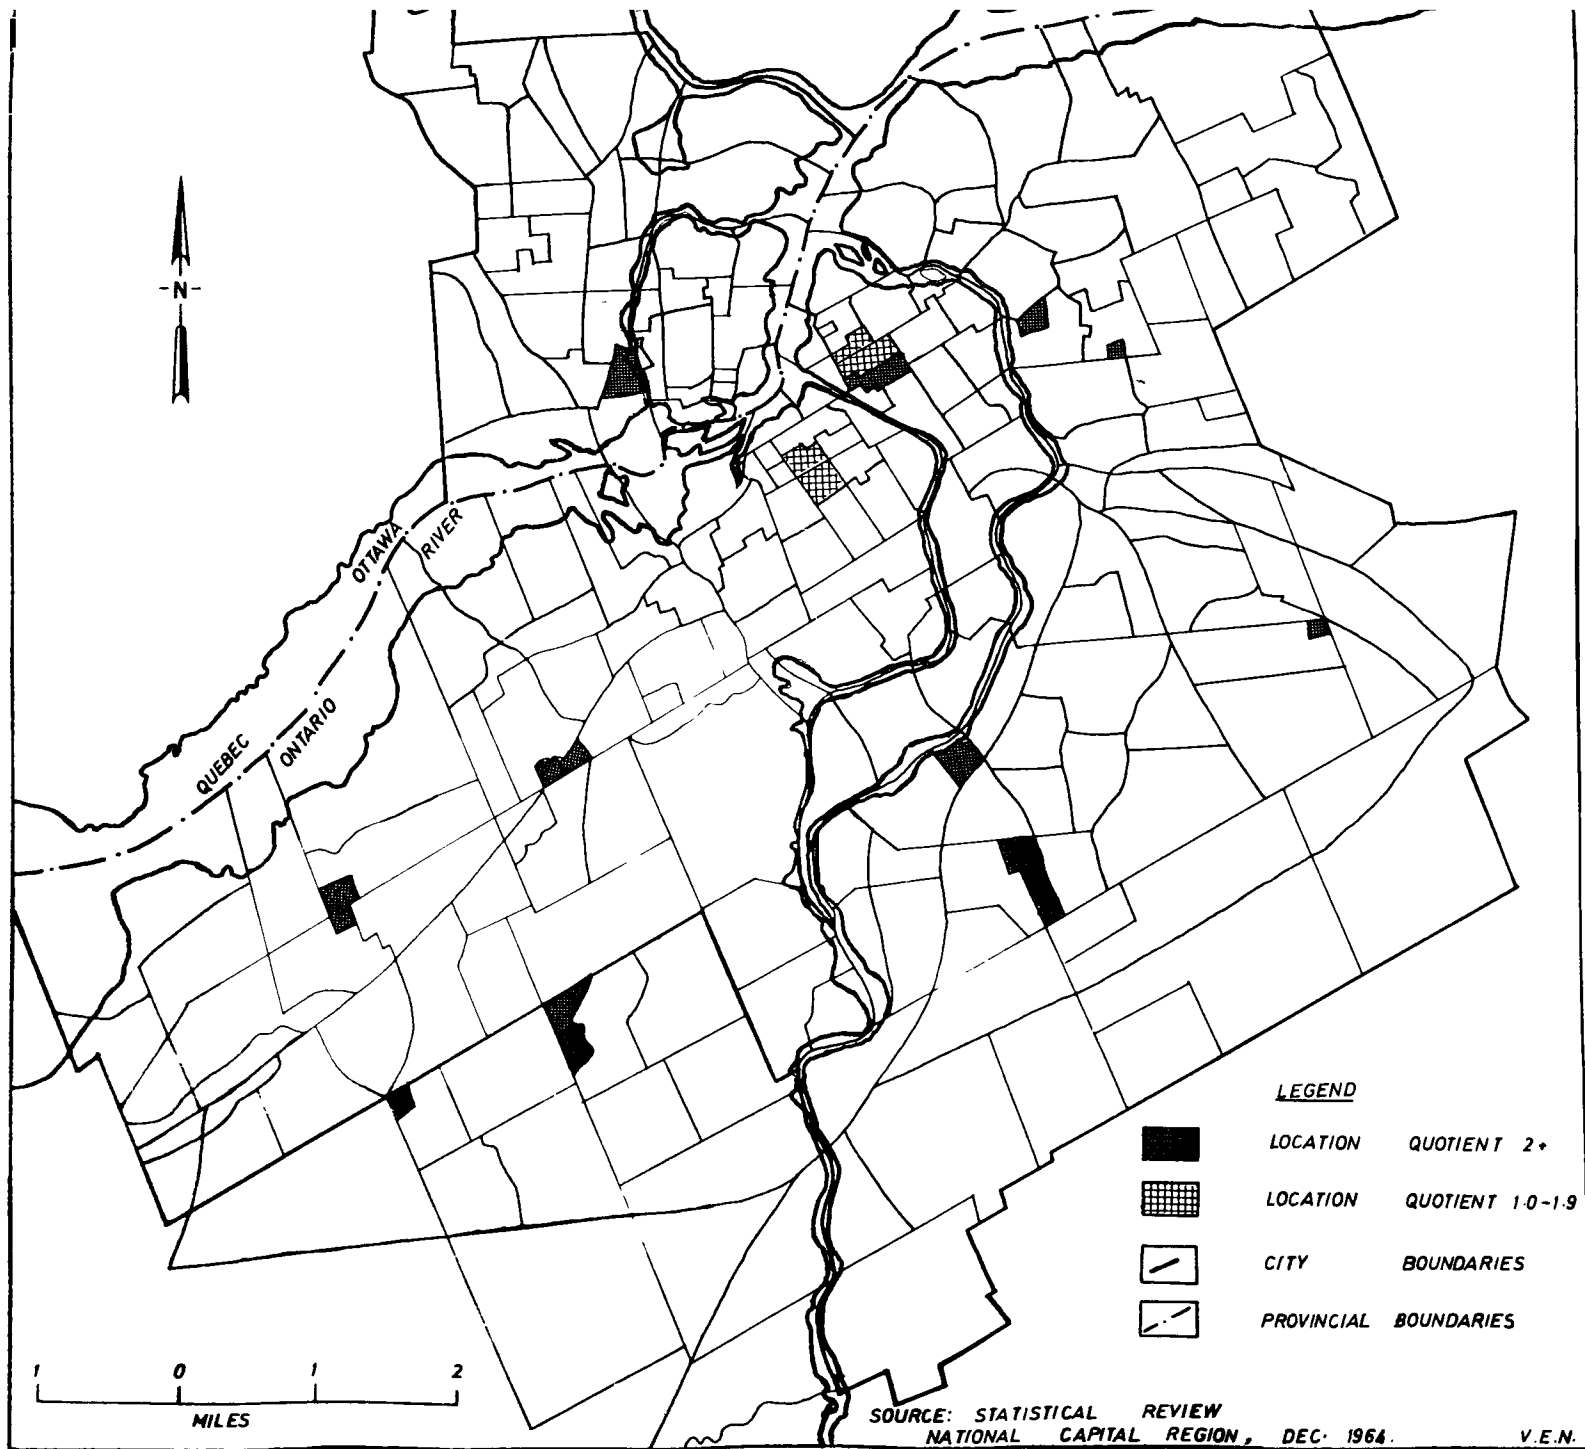 -N-
OTTAWA RIVER
QUEBEC
ONTARIO
LEGEND
LOCATION QUOTIENT 2+
LOCATION QUOTIENT 1·0-1·9
CITY BOUNDARIES
PROVINCIAL BOUNDARIES
1 0 1 2
MILES
SOURCE: STATISTICAL REVIEW
NATIONAL CAPITAL REGION, DEC· 1964.
V.E.N.